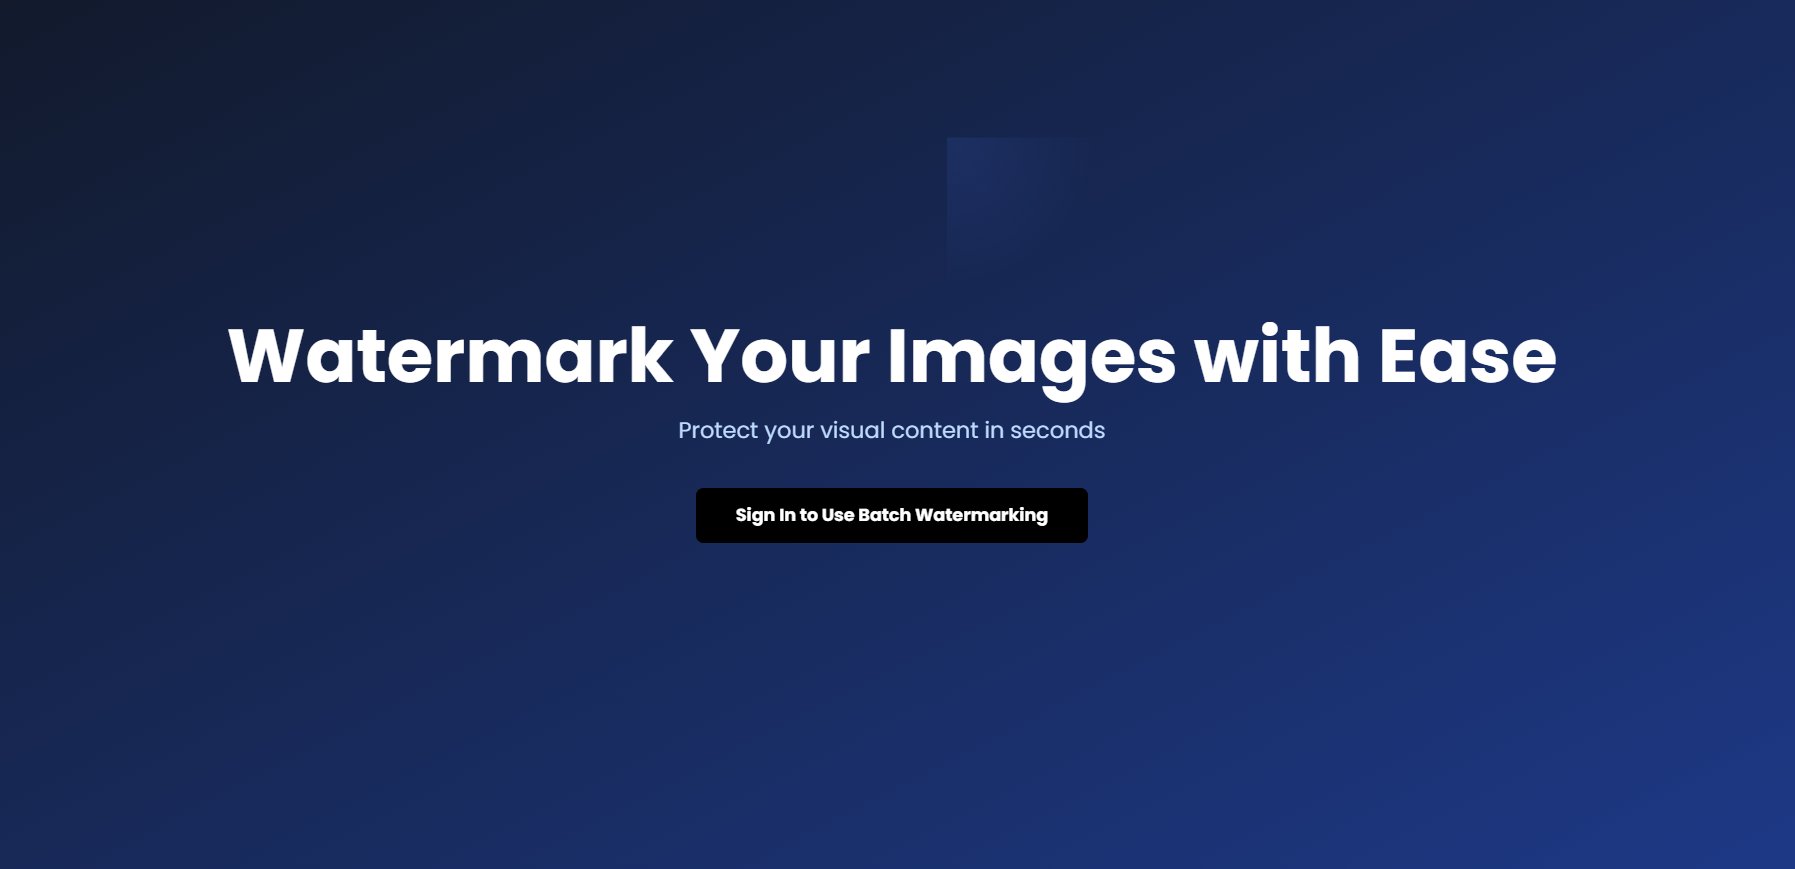 Watermark Your Images with Ease
Protect your visual content in seconds
Sign In to Use Batch Watermarking